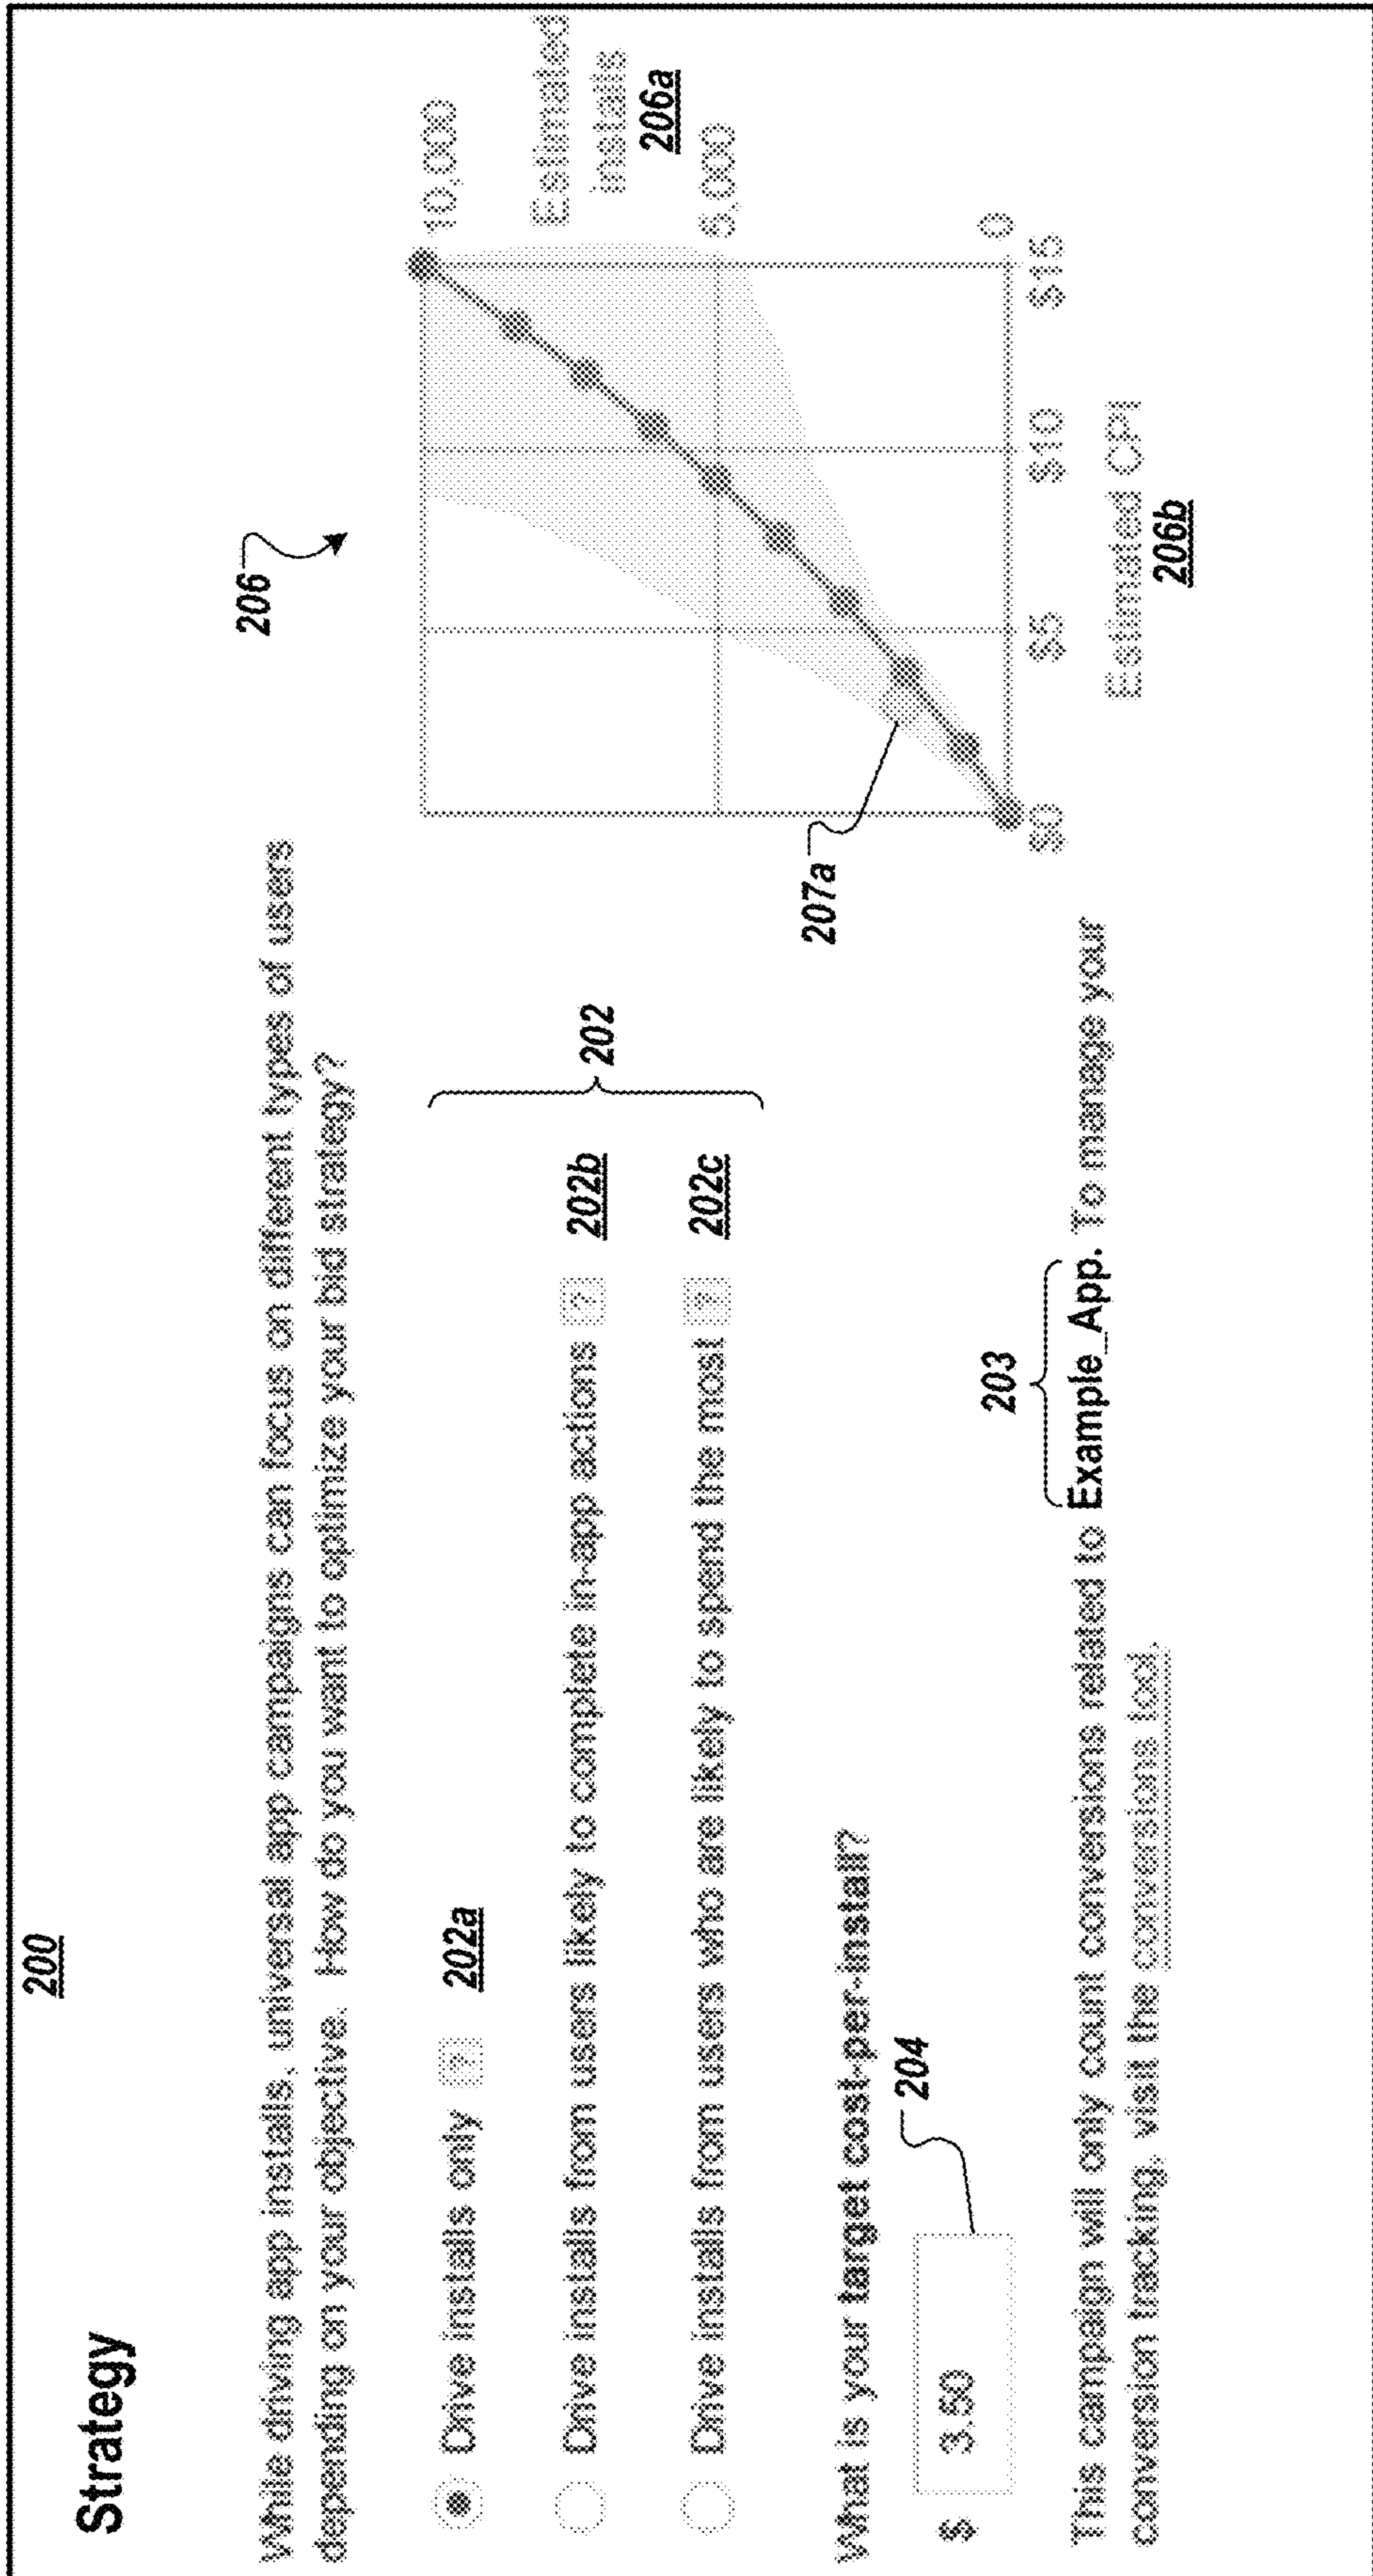 200
Strategy
While driving app installs, universal app campaigns can focus on different types of users
depending on your objective. How do you want to optimize your bid strategy?
Drive installs only ? 202a
Drive installs from users likely to complete in-app actions ? 202b
Drive installs from users who are likely to spend the most ? 202c
202
What is your target cost-per-install?
$ 3.50
204
203
This campaign will only count conversions related to Example_App. To manage your
conversion tracking, visit the conversions tool.
206
10,000
Estimated
installs
206a
5,000
0
207a
$0 $5 $10 $15
Estimated CPI
206b